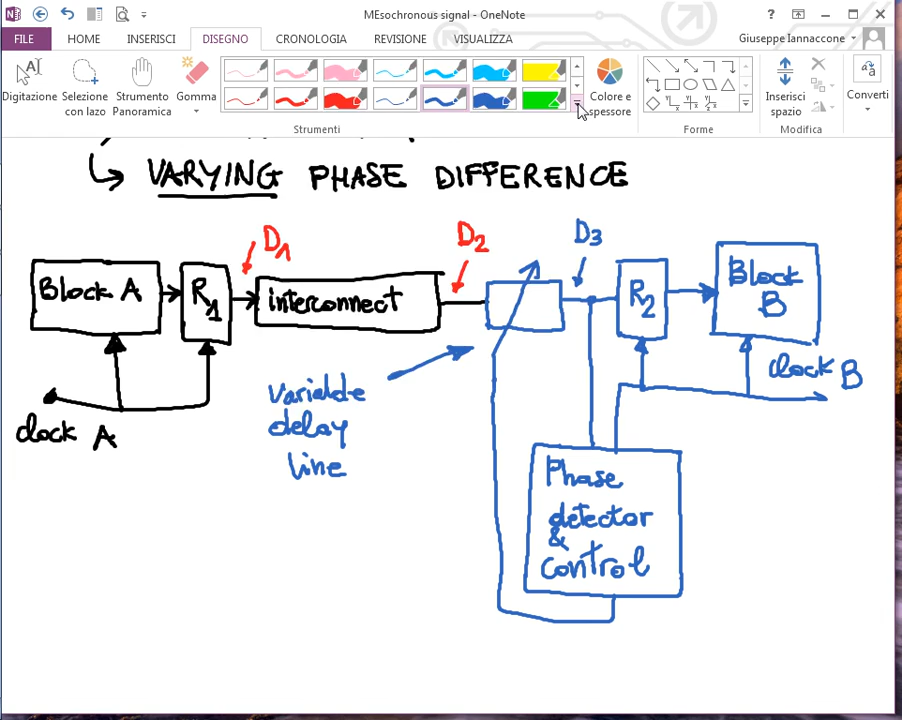 MEsochronous signal - OneNote
FILE HOME INSERISCI DISEGNO CRONOLOGIA REVISIONE VISUALIZZA Giuseppe Iannaccone
Digitazione
Selezione con lazo
Strumento Panoramica
Gomma
Colore e spessore
Inserisci spazio
Converti
Strumenti Forme Modifica
VARYING PHASE DIFFERENCE
D1 D2 D3
Block A
R1
interconnect
R2
Block
B
clock B
clock A
Variable
delay
line
Phase
detector
&
control